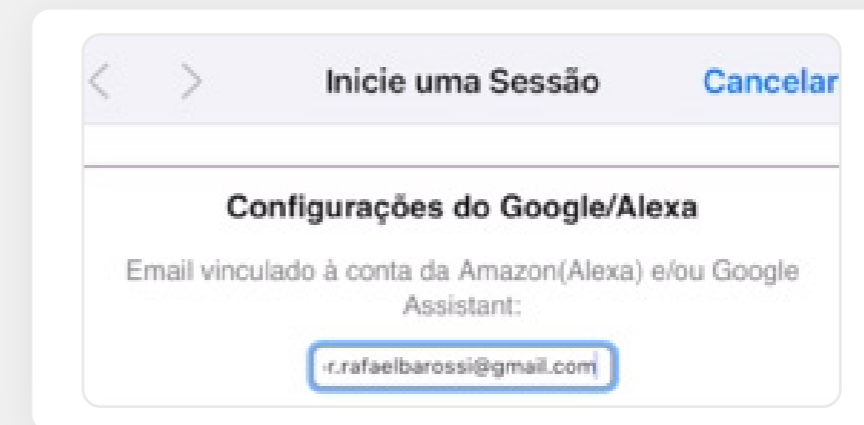 Inicie uma Sessão Cancelar
Configurações do Google/Alexa
Email vinculado à conta da Amazon(Alexa) e/ou Google
Assistant:
r.rafaelbarossi@gmail.com